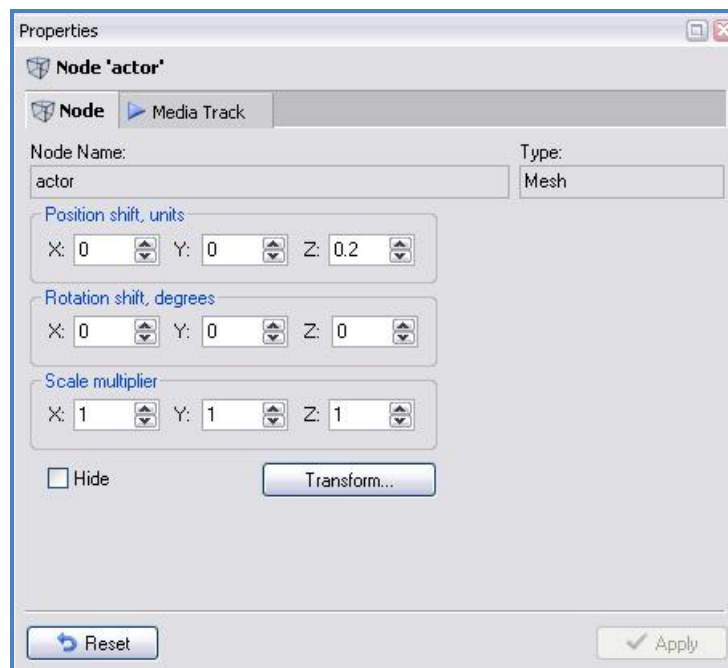 Properties
Node 'actor'
Node Media Track
Node Name: Type:
actor Mesh
Position shift, units
X: 0 Y: 0 Z: 0.2
Rotation shift, degrees
X: 0 Y: 0 Z: 0
Scale multiplier
X: 1 Y: 1 Z: 1
Hide Transform...
Reset Apply